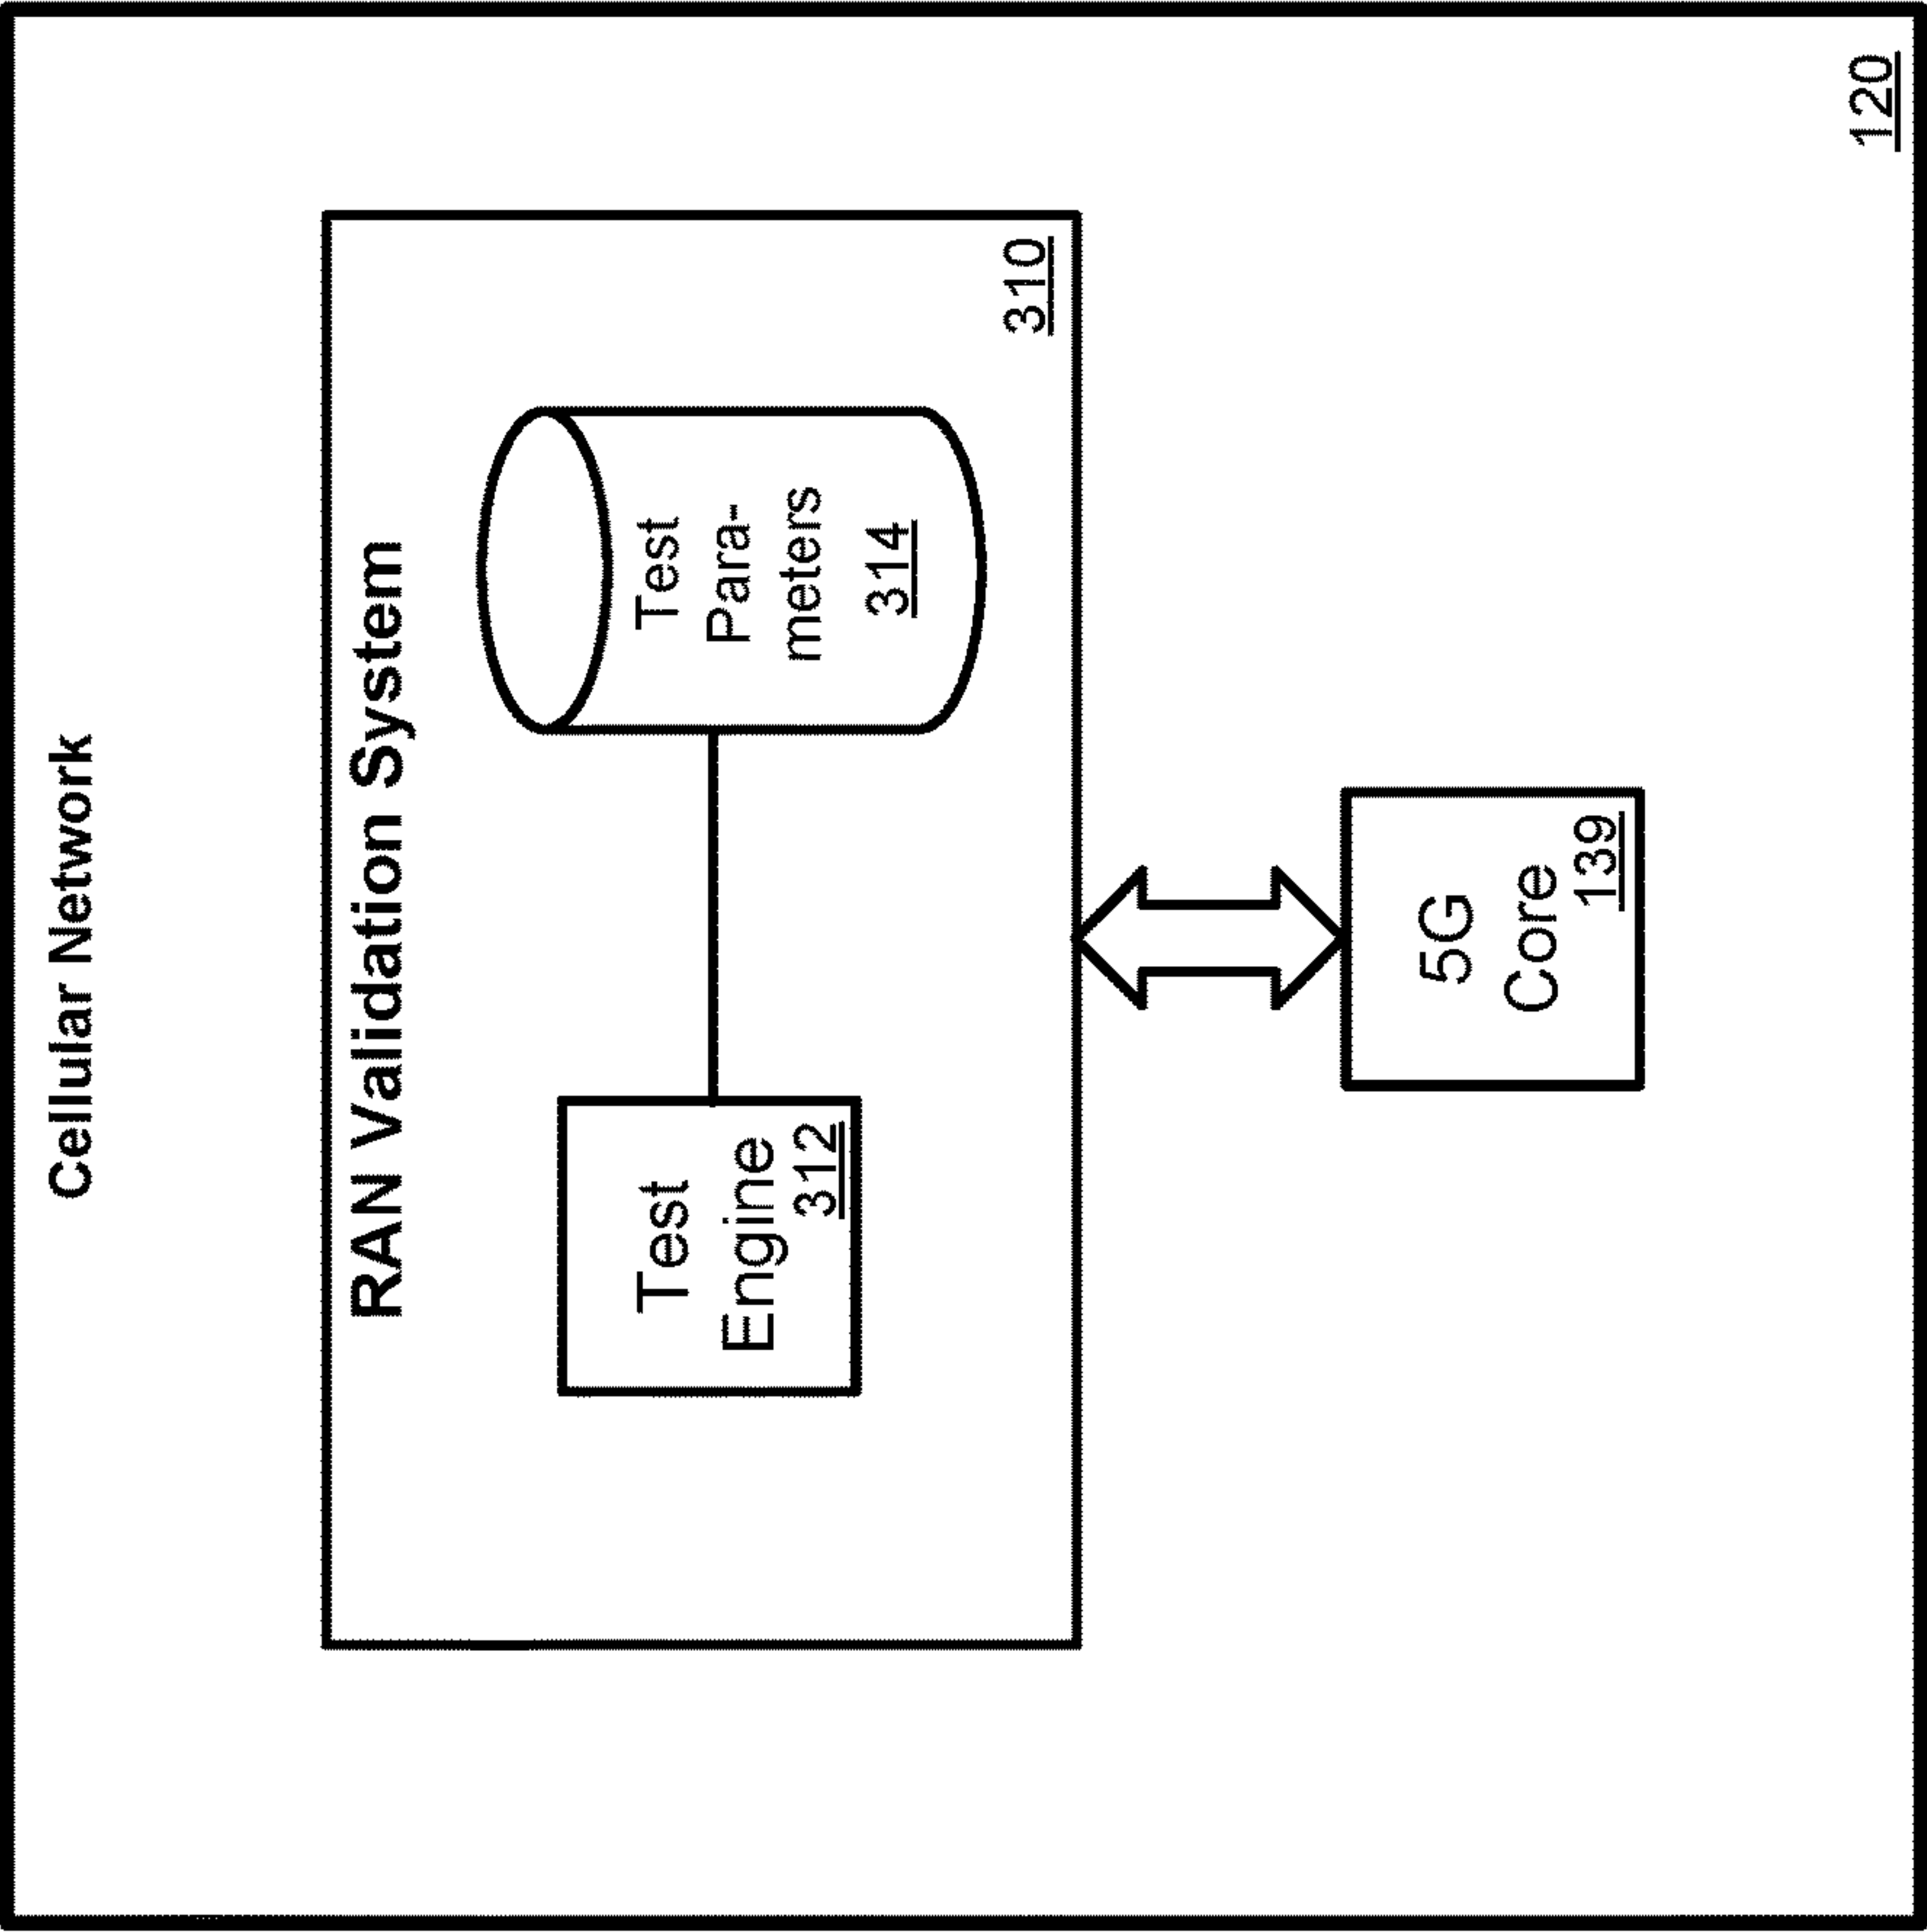 Cellular Network
RAN Validation System
Test
Engine
312
Test
Para-
meters
314
310
5G
Core
139
120